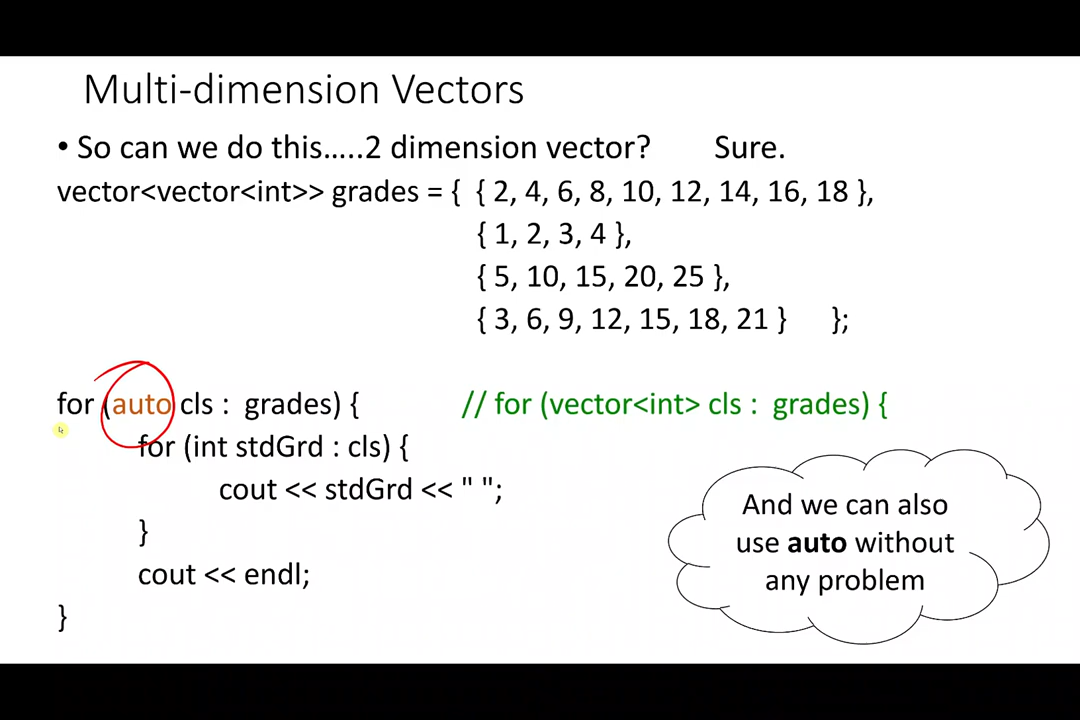 Multi-dimension Vectors
• So can we do this.....2 dimension vector? Sure.
vector<vector<int>> grades = { { 2, 4, 6, 8, 10, 12, 14, 16, 18 },
{ 1, 2, 3, 4 },
{ 5, 10, 15, 20, 25 },
{ 3, 6, 9, 12, 15, 18, 21 } };
for (auto cls : grades) { // for (vector<int> cls : grades) {
for (int stdGrd : cls) {
cout << stdGrd << " ";
}
cout << endl;
}
And we can also
use auto without
any problem